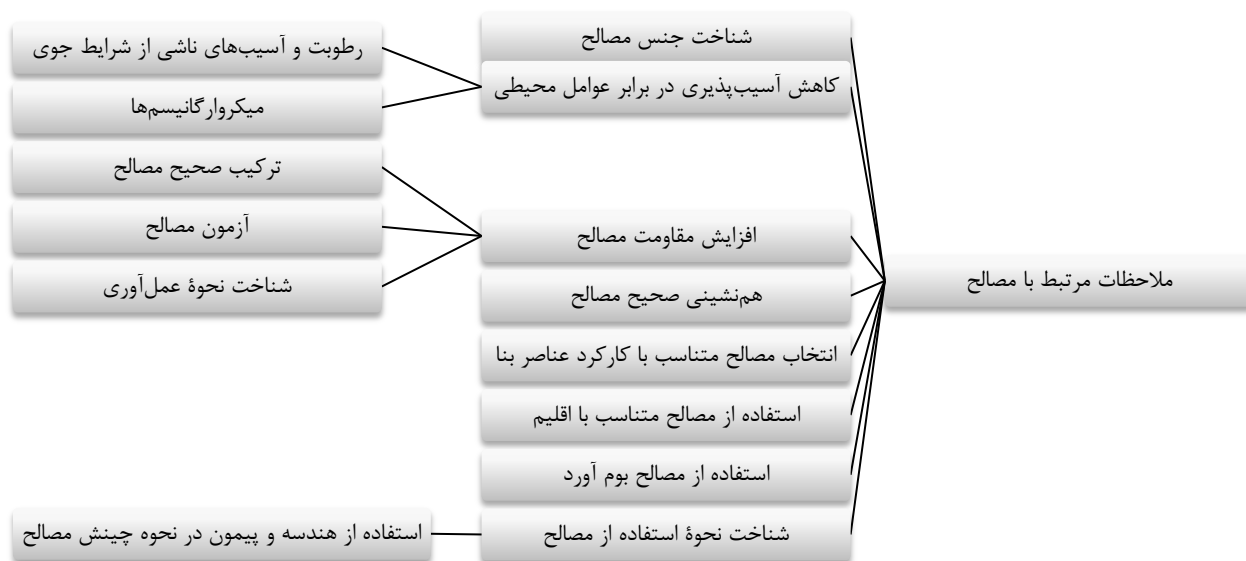 ملاحظات مرتبط با مصالح
شناخت جنس مصالح
کاهش آسیب‌پذیری در برابر عوامل محیطی
رطوبت و آسیب‌های ناشی از شرایط جوی
میکروارگانیسم‌ها
افزایش مقاومت مصالح
ترکیب صحیح مصالح
آزمون مصالح
شناخت نحوۀ عمل‌آوری
هم‌نشینی صحیح مصالح
انتخاب مصالح متناسب با کارکرد عناصر بنا
استفاده از مصالح متناسب با اقلیم
استفاده از مصالح بوم آورد
شناخت نحوۀ استفاده از مصالح
استفاده از هندسه و پیمون در نحوه چینش مصالح